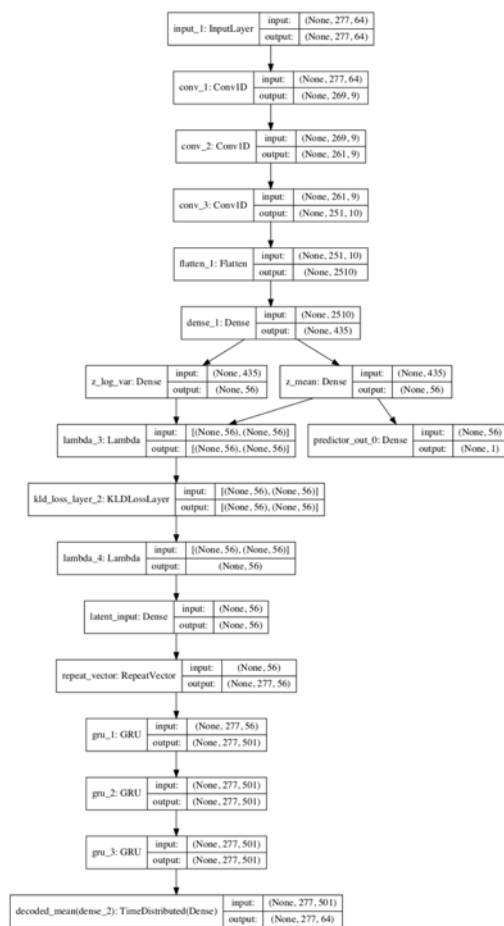 input_1: InputLayer input: (None, 277, 64)
output: (None, 277, 64)
conv_1: Conv1D input: (None, 277, 64)
output: (None, 269, 9)
conv_2: Conv1D input: (None, 269, 9)
output: (None, 261, 9)
conv_3: Conv1D input: (None, 261, 9)
output: (None, 251, 10)
flatten_1: Flatten input: (None, 251, 10)
output: (None, 2510)
dense_1: Dense input: (None, 2510)
output: (None, 435)
z_log_var: Dense input: (None, 435)
output: (None, 56)
z_mean: Dense input: (None, 435)
output: (None, 56)
lambda_3: Lambda input: [(None, 56), (None, 56)]
output: [(None, 56), (None, 56)]
predictor_out_0: Dense input: (None, 56)
output: (None, 1)
kld_loss_layer_2: KLDLossLayer input: [(None, 56), (None, 56)]
output: [(None, 56), (None, 56)]
lambda_4: Lambda input: [(None, 56), (None, 56)]
output: (None, 56)
latent_input: Dense input: (None, 56)
output: (None, 56)
repeat_vector: RepeatVector input: (None, 56)
output: (None, 277, 56)
gru_1: GRU input: (None, 277, 56)
output: (None, 277, 501)
gru_2: GRU input: (None, 277, 501)
output: (None, 277, 501)
gru_3: GRU input: (None, 277, 501)
output: (None, 277, 501)
decoded_mean(dense_2): TimeDistributed(Dense) input: (None, 277, 501)
output: (None, 277, 64)